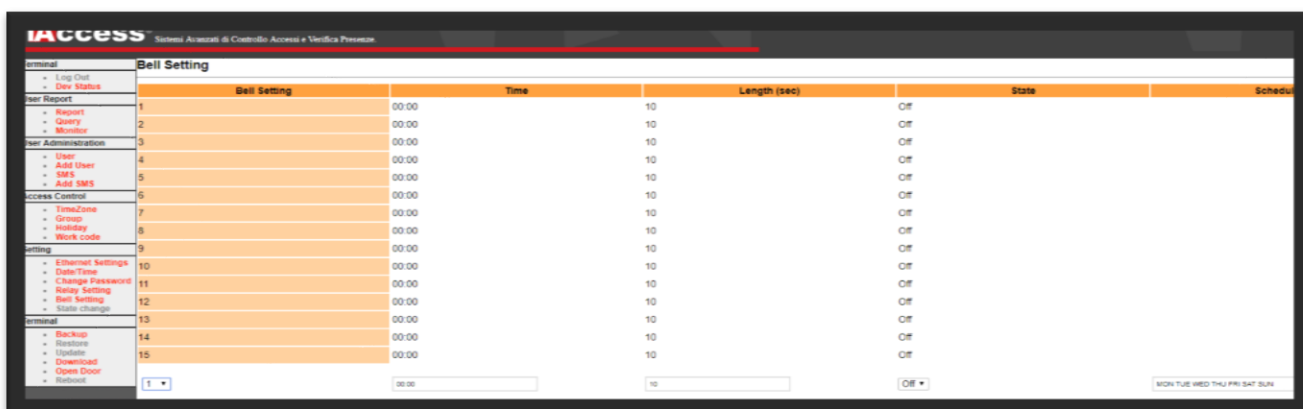 iAccess Sistemi Avanzati di Controllo Accessi e Verifica Presenze.
erminal
Log Out
Dev Status
ser Report
Report
Query
Monitor
ser Administration
User
Add User
SMS
Add SMS
ccess Control
TimeZone
Group
Holiday
Work code
etting
Ethernet Settings
Date/Time
Change Password
Relay Setting
Bell Setting
State change
erminal
Backup
Restore
Update
Download
Open Door
Reboot
Bell Setting
Bell Setting Time Length (sec) State Schedul
1 00:00 10 Off
2 00:00 10 Off
3 00:00 10 Off
4 00:00 10 Off
5 00:00 10 Off
6 00:00 10 Off
7 00:00 10 Off
8 00:00 10 Off
9 00:00 10 Off
10 00:00 10 Off
11 00:00 10 Off
12 00:00 10 Off
13 00:00 10 Off
14 00:00 10 Off
15 00:00 10 Off
1 00:00 10 Off MON TUE WED THU FRI SAT SUN